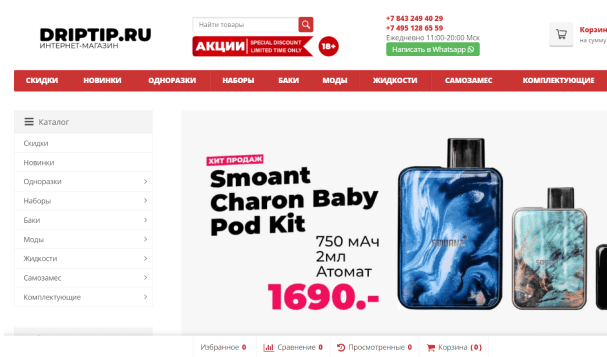 DRIPTIP.RU
ИНТЕРНЕТ-МАГАЗИН
Найти товары
АКЦИИ
SPECIAL DISCOUNT
LIMITED TIME ONLY
18+
+7 843 249 40 29
+7 495 128 65 59
Ежедневно 11:00-20:00 Мск
Написать в Whatsapp
Корзин
на сумму
СКИДКИ НОВИНКИ ОДНОРАЗКИ НАБОРЫ БАКИ МОДЫ ЖИДКОСТИ САМОЗАМЕС КОМПЛЕКТУЮЩИЕ
Каталог
Скидки
Новинки
Одноразки
Наборы
Баки
Моды
Жидкости
Самозамес
Комплектующие
ХИТ ПРОДАЖ
Smoant
Charon Baby
Pod Kit
750 мАч
2мл
Атомат
1690.-
Избранное 0 Сравнение 0 Просмотренные 0 Корзина (0)